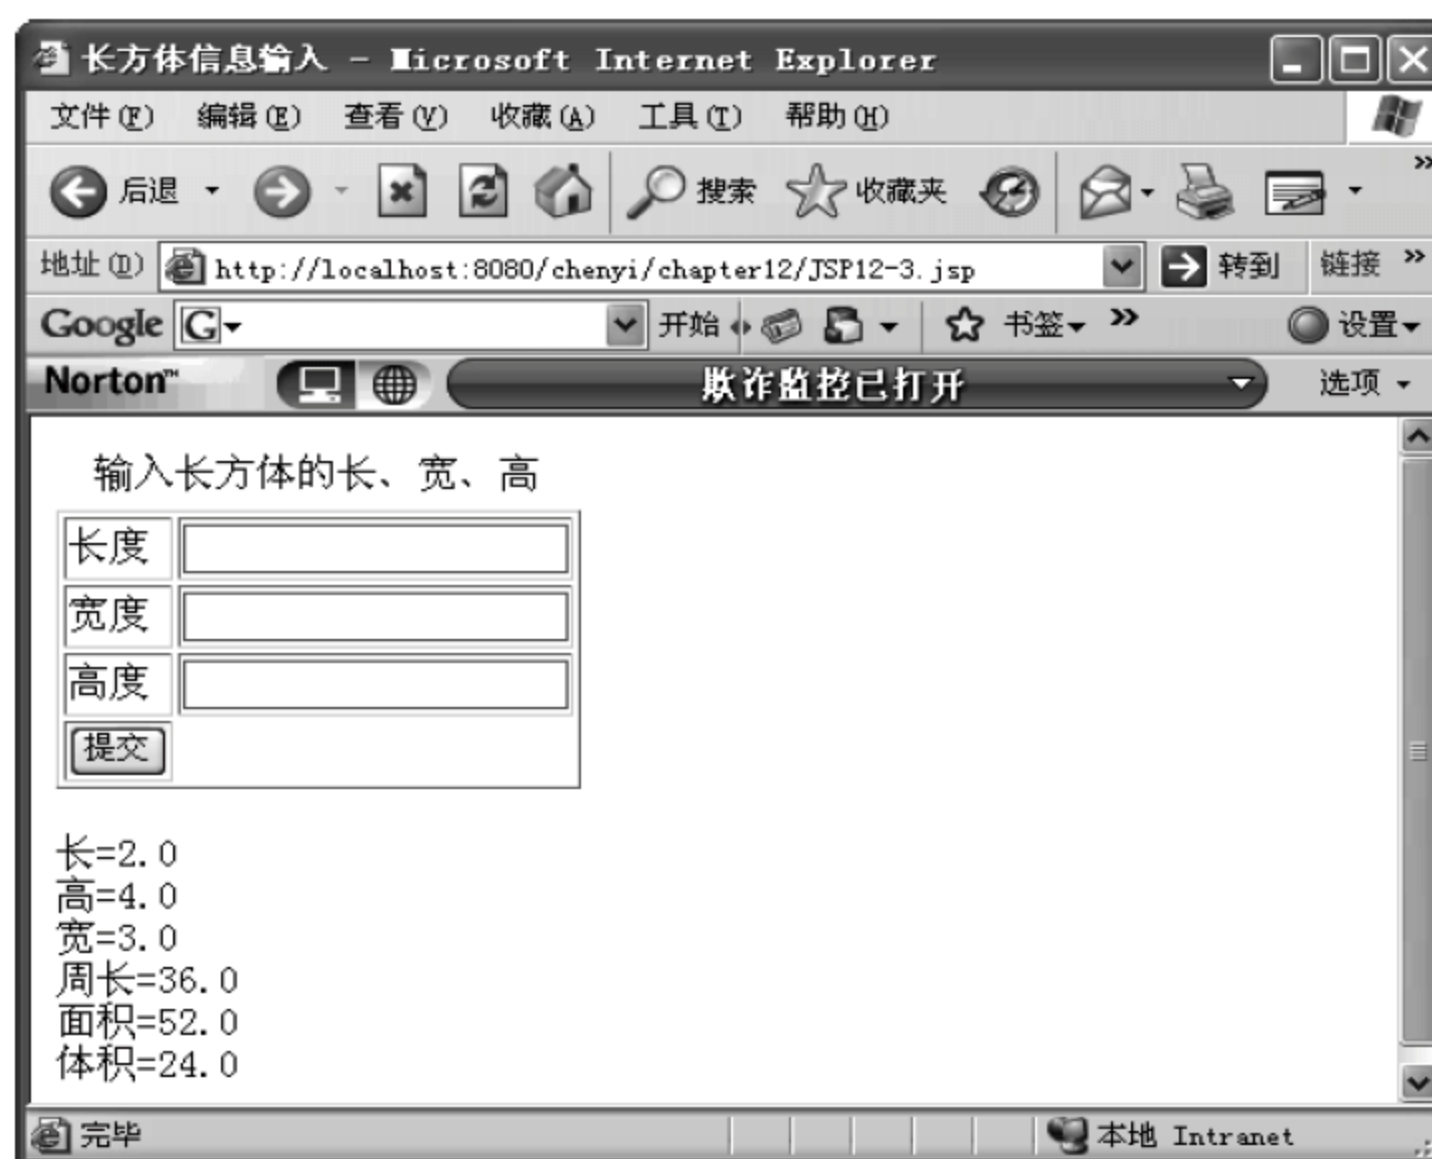 长方体信息输入 - Microsoft Internet Explorer
文件(F) 编辑(E) 查看(V) 收藏(A) 工具(T) 帮助(H)
后退 搜索 收藏夹 »
地址(D) http://localhost:8080/chenyi/chapter12/JSP12-3.jsp 转到 链接 »
Google G 开始 书签 » 设置
Norton™ 欺诈监控已打开 选项
输入长方体的长、宽、高
长度
宽度
高度
提交
长=2.0
高=4.0
宽=3.0
周长=36.0
面积=52.0
体积=24.0
完毕 本地 Intranet